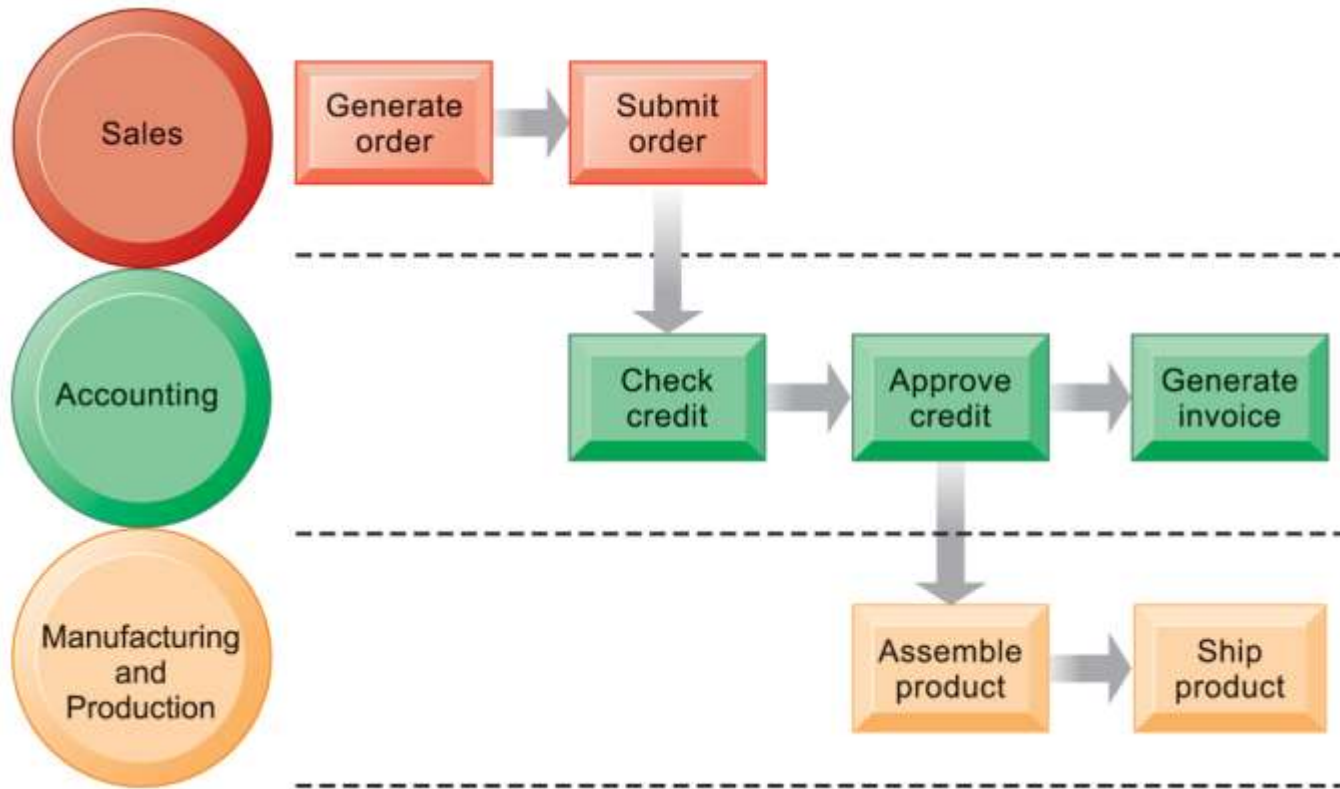 Sales
Generate
order
Submit
order
Accounting
Check
credit
Approve
credit
Generate
invoice
Manufacturing
and
Production
Assemble
product
Ship
product